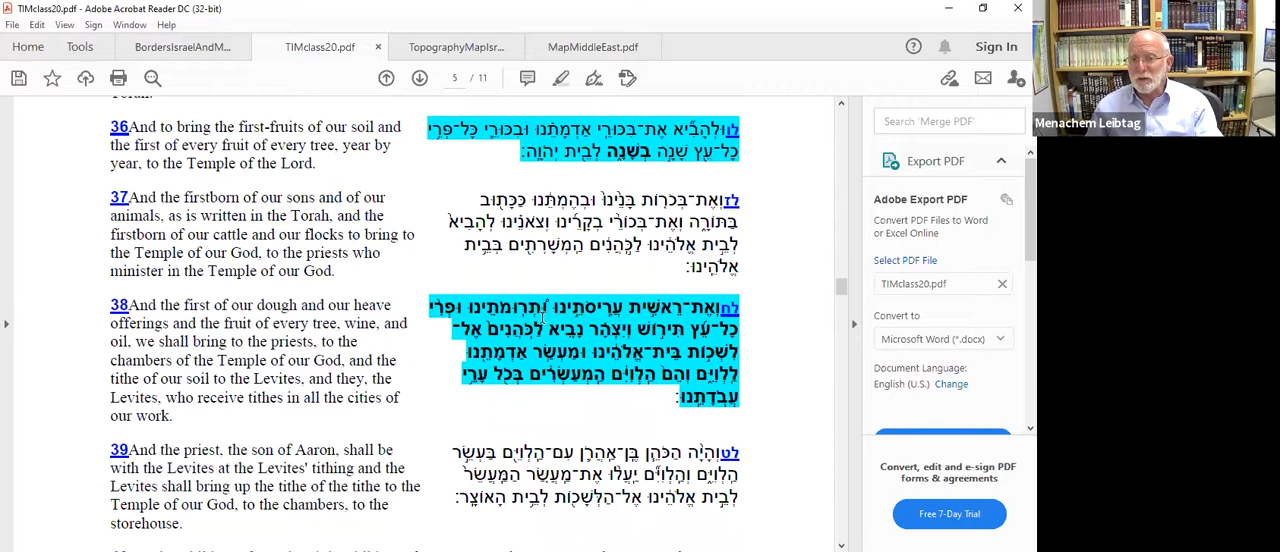 TIMclass20.pdf - Adobe Acrobat Reader DC (32-bit)
File Edit View Sign Window Help
Home Tools BordersIsraelAndM... TIMclass20.pdf × TopographyMapIsr... MapMiddleEast.pdf Sign In
5 / 11
Menachem Leibtag
36And to bring the first-fruits of our soil and
the first of every fruit of every tree, year by
year, to the Temple of the Lord.
לווּלְהָבִ֞יא אֶת־בִּכּוּרֵ֣י אַדְמָתֵ֗נוּ וּבִכּוּרֵ֛י כׇּל־פְּרִ֥י
כׇל־עֵ֖ץ שָׁנָ֣ה בְשָׁנָ֑ה לְבֵ֖ית יְהֹוָֽה:
37And the firstborn of our sons and of our
animals, as is written in the Torah, and the
firstborn of our cattle and our flocks to bring to
the Temple of our God, to the priests who
minister in the Temple of our God.
לזוְאֶת־בְּכֹר֤וֹת בָּנֵ֙ינוּ֙ וּבְהֶמְתֵּ֔נוּ כַּכָּת֖וּב
בַּתּוֹרָ֑ה וְאֶת־בְּכוֹרֵ֨י בְקָרֵ֜ינוּ וְצֹאנֵ֗ינוּ לְהָבִיא֙
לְבֵ֣ית אֱלֹהֵ֔ינוּ לַכֹּ֣הֲנִ֔ים הַמְשָׁרְתִ֖ים בְּבֵ֥ית
אֱלֹהֵֽינוּ:
38And the first of our dough and our heave
offerings and the fruit of every tree, wine, and
oil, we shall bring to the priests, to the
chambers of the Temple of our God, and the
tithe of our soil to the Levites, and they, the
Levites, who receive tithes in all the cities of
our work.
לחוְאֶת־רֵאשִׁ֣ית עֲרִיסֹתֵ֣ינוּ וּ֠תְרוּמֹתֵ֠ינוּ וּפְרִ֨י
כׇל־עֵ֜ץ תִּיר֣וֹשׁ וְיִצְהָ֗ר נָבִ֤יא לַכֹּהֲנִים֙ אֶל־
לִשְׁכ֣וֹת בֵּית־אֱלֹהֵ֔ינוּ וּמַעְשַׂ֥ר אַדְמָתֵ֖נוּ
לַֽלְוִיִּ֑ם וְהֵם֙ הַֽלְוִיִּ֔ם הַֽמְעַשְּׂרִ֔ים בְּכֹ֖ל עָרֵ֥י
עֲבֹדָתֵֽנוּ:
39And the priest, the son of Aaron, shall be
with the Levites at the Levites' tithing and the
Levites shall bring up the tithe of the tithe to the
Temple of our God, to the chambers, to the
storehouse.
לטוְהָיָ֨ה הַכֹּהֵ֧ן בֶּֽן־אַהֲרֹ֛ן עִם־הַֽלְוִיִּ֖ם בַּעְשֵׂ֣ר
הַֽלְוִיִּ֑ם וְהַֽלְוִיִּ֞ם יַֽעֲל֨וּ אֶת־מַֽעֲשַׂ֤ר הַֽמַּעֲשֵׂר֙
לְבֵ֣ית אֱלֹהֵ֔ינוּ אֶל־הַלְּשָׁכ֖וֹת לְבֵ֥ית הָאוֹצָֽר:
Search 'Merge PDF'
Export PDF
Adobe Export PDF
Convert PDF Files to Word
or Excel Online
Select PDF File
TIMclass20.pdf
Convert to
Microsoft Word (*.docx)
Document Language:
English (U.S.) Change
Convert, edit and e-sign PDF
forms & agreements
Free 7-Day Trial